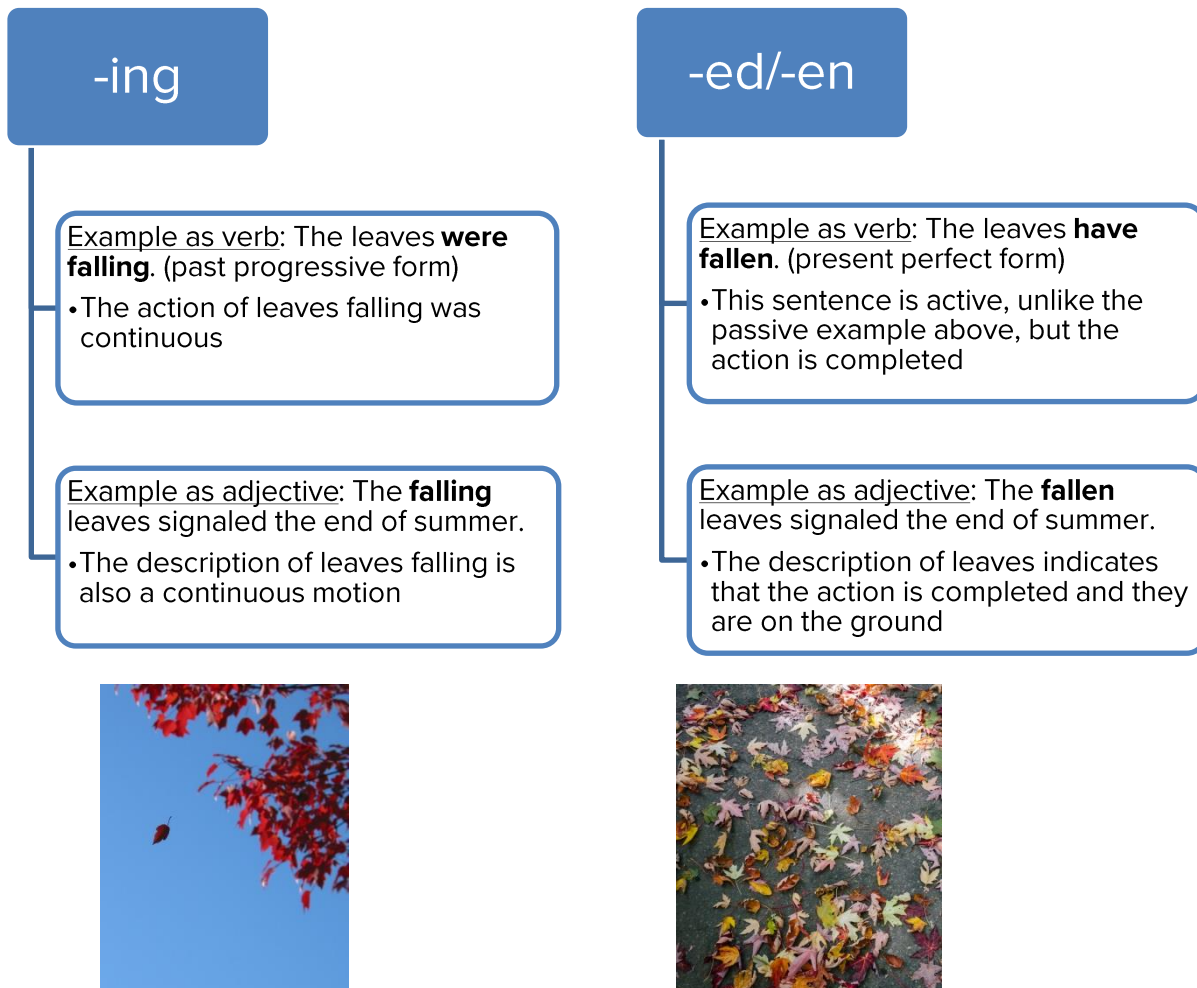 -ing
Example as verb: The leaves were
falling. (past progressive form)
•The action of leaves falling was
continuous
Example as adjective: The falling
leaves signaled the end of summer.
•The description of leaves falling is
also a continuous motion
-ed/-en
Example as verb: The leaves have
fallen. (present perfect form)
•This sentence is active, unlike the
passive example above, but the
action is completed
Example as adjective: The fallen
leaves signaled the end of summer.
•The description of leaves indicates
that the action is completed and they
are on the ground